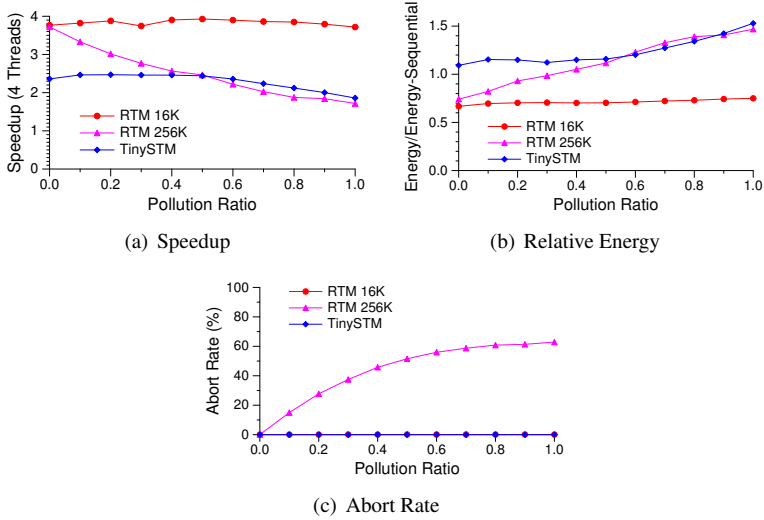 4
3
2
1
0
Speedup (4 Threads)
RTM 16K
RTM 256K
TinySTM
0.0 0.2 0.4 0.6 0.8 1.0
Pollution Ratio
(a) Speedup
1.5
1.0
0.5
0.0
Energy/Energy-Sequential
RTM 16K
RTM 256K
TinySTM
0.0 0.2 0.4 0.6 0.8 1.0
Pollution Ratio
(b) Relative Energy
100
80
60
40
20
0
Abort Rate (%)
RTM 16K
RTM 256K
TinySTM
0.0 0.2 0.4 0.6 0.8 1.0
Pollution Ratio
(c) Abort Rate